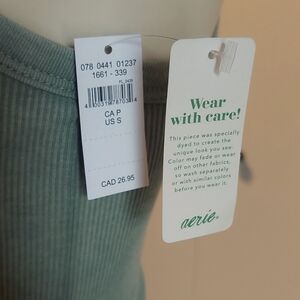 078 0441 01237
1661 - 339
CA P
US S
CAD 26.95
Wear
with care!
This piece was specially
dyed to create the
unique look you see.
Color may fade or wear
off on other fabrics,
so wash separately
or with similar colors
before you wear it.
aerie